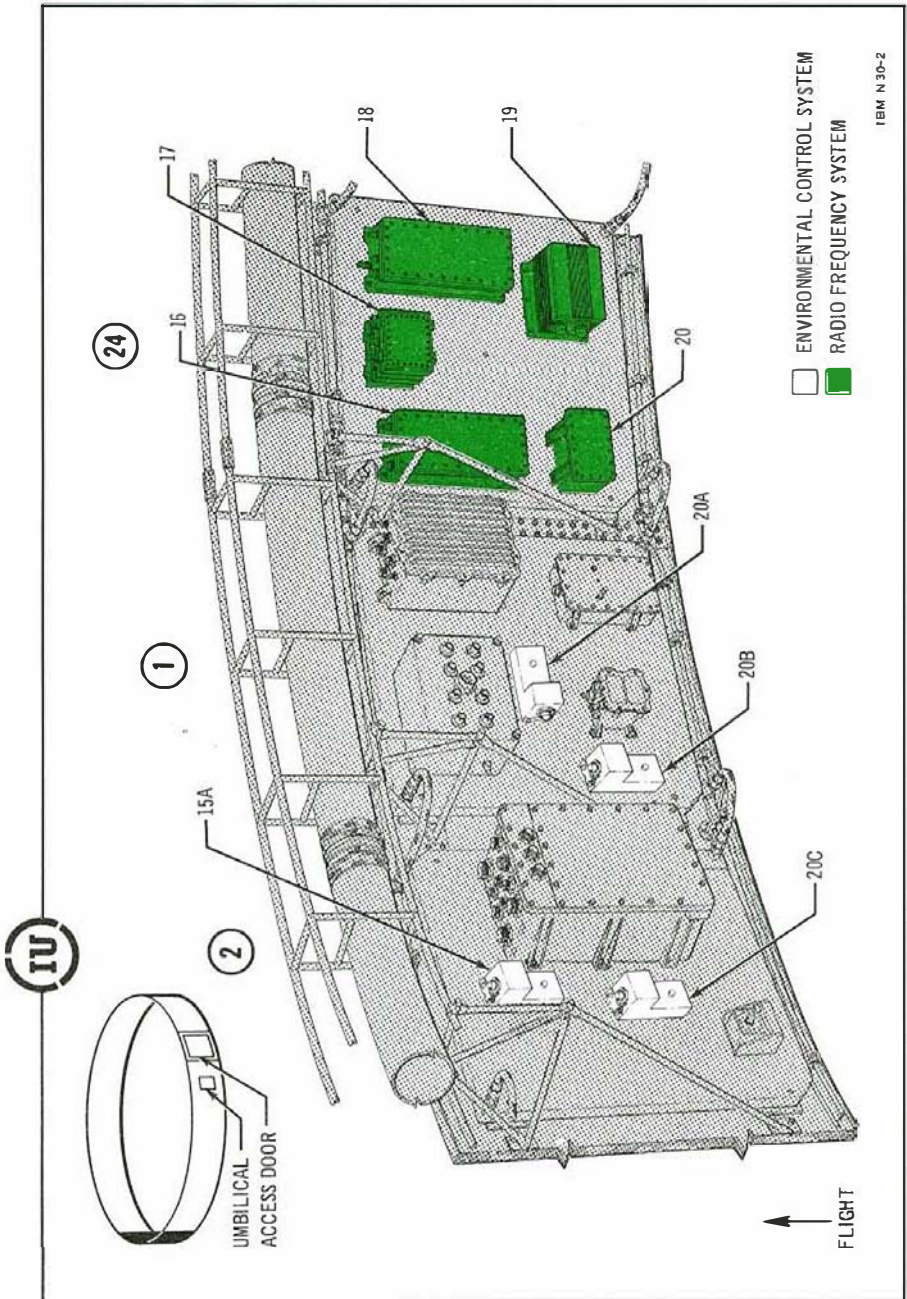 IU
UMBILICAL
ACCESS DOOR
2
1
24
15A
16
17
18
19
20
20A
20B
20C
FLIGHT
ENVIRONMENTAL CONTROL SYSTEM
RADIO FREQUENCY SYSTEM
IBM N30-2